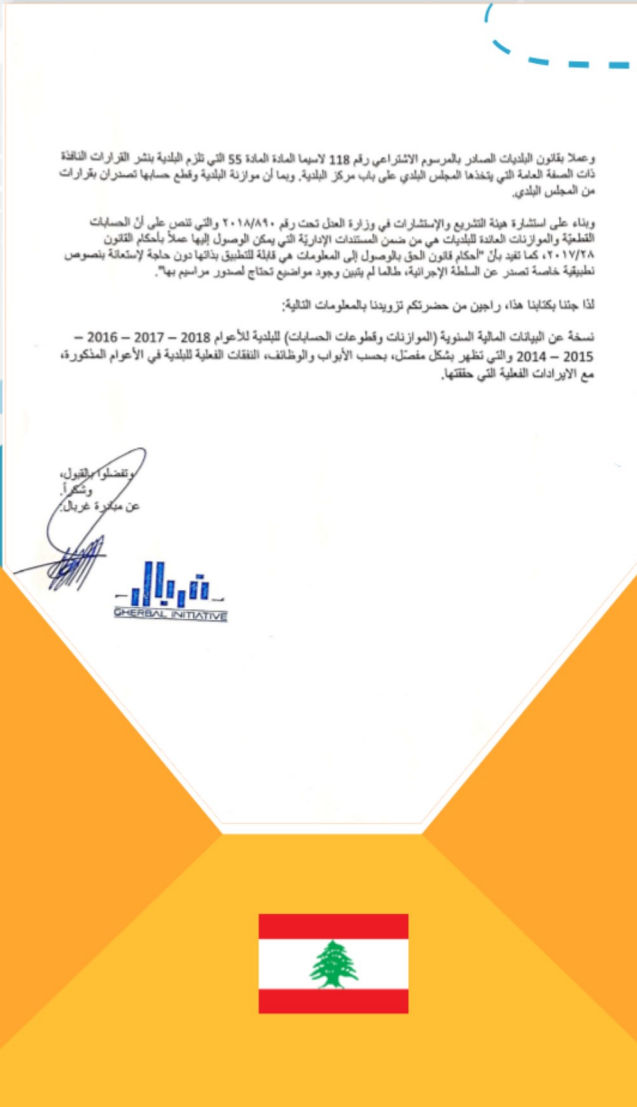 وعملا بقانون البلديات الصادر بالمرسوم الاشتراعي رقم 118 لاسيما المادة المادة 55 التي تلزم البلدية بنشر القرارات النافذة
ذات الصفة العامة التي يتخذها المجلس البلدي على باب مركز البلدية. وبما أن موازنة البلدية وقطع حسابها تصدران بقرارات
من المجلس البلدي.
وبناء على استشارة هيئة التشريع والإستشارات في وزارة العدل تحت رقم ٢٠١٨/٨٩٠ والتي تنص على أنّ الحسابات
القطعيّة والموازنات العائدة للبلديات هي من ضمن المستندات الإداريّة التي يمكن الوصول إليها عملاً بأحكام القانون
٢٠١٧/٢٨، كما تفيد بأنّ "أحكام قانون الحق بالوصول إلى المعلومات هي قابلة للتطبيق بذاتها دون حاجة لإستعانة بنصوص
تطبيقية خاصة تصدر عن السلطة الإجرائية، طالما لم يتبين وجود مواضيع تحتاج لصدور مراسيم بها".
لذا جئنا بكتابنا هذا، راجين من حضرتكم تزويدنا بالمعلومات التالية:
نسخة عن البيانات المالية السنوية (الموازنات وقطوعات الحسابات) للبلدية للأعوام 2018 – 2017 – 2016 –
2015 – 2014 والتي تظهر بشكل مفصّل، بحسب الأبواب والوظائف، النفقات الفعلية للبلدية في الأعوام المذكورة،
مع الايرادات الفعلية التي حققتها.
وتفضلوا بالقبول،
وشكراً.
عن مبادرة غربال:
غربال
GHERBAL INITIATIVE